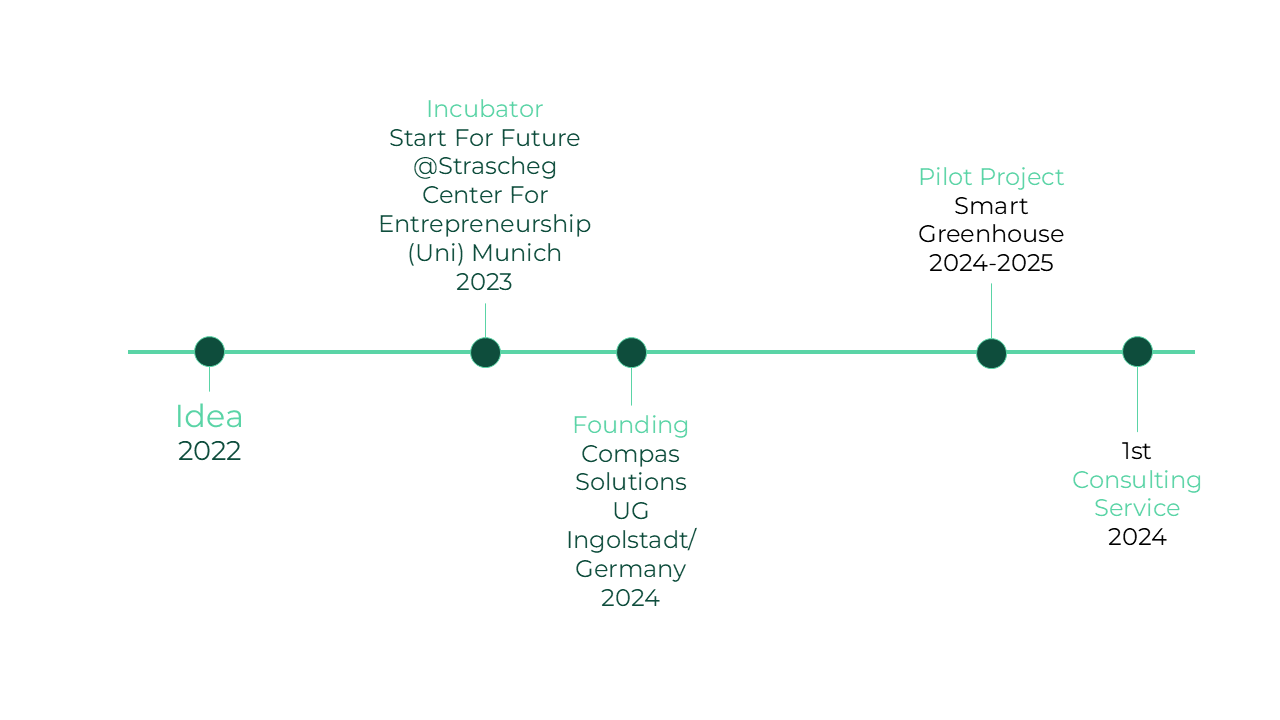 Incubator
Start For Future
@Strascheg
Center For
Entrepreneurship
(Uni) Munich
2023
Pilot Project
Smart
Greenhouse
2024-2025
Idea
2022
Founding
Compas
Solutions
UG
Ingolstadt/
Germany
2024
1st
Consulting
Service
2024